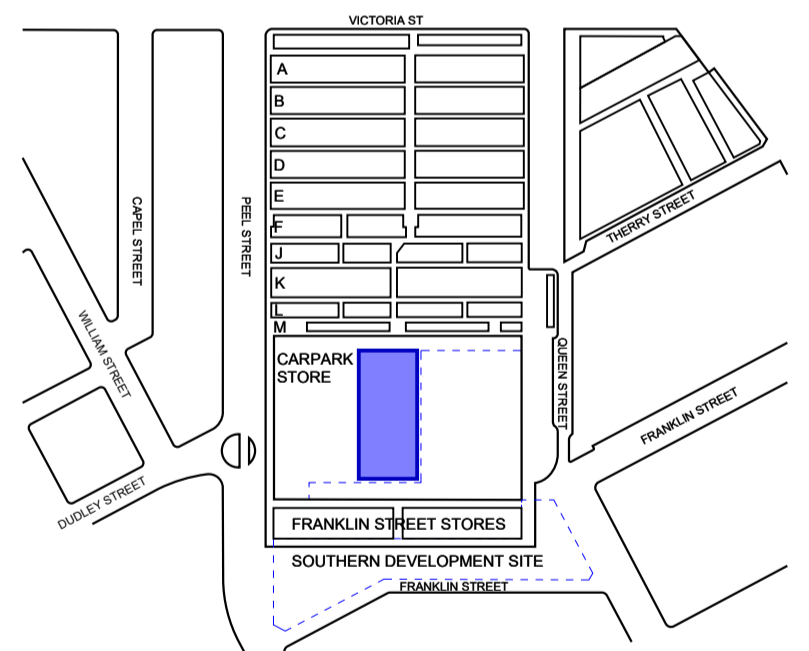 VICTORIA ST
A
B
C
D
E
F
J
K
L
M
CAPEL STREET
PEEL STREET
WILLIAM STREET
DUDLEY STREET
THERRY STREET
QUEEN STREET
FRANKLIN STREET
CARPARK
STORE
FRANKLIN STREET STORES
SOUTHERN DEVELOPMENT SITE
FRANKLIN STREET